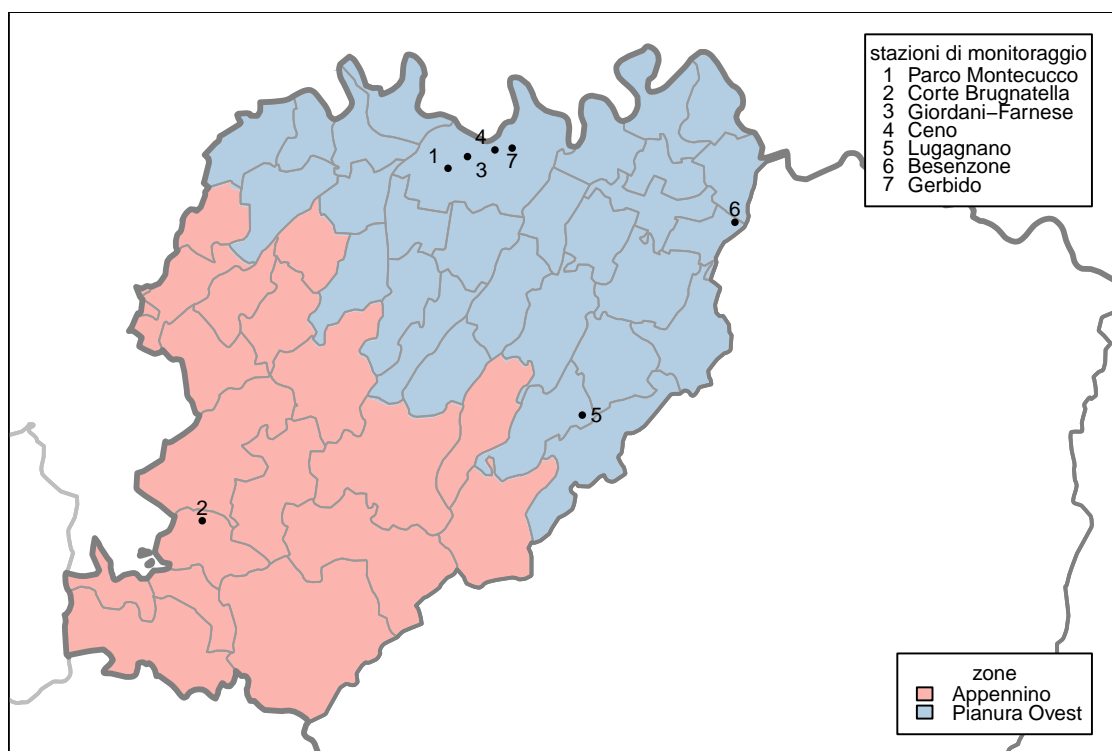 stazioni di monitoraggio
1 Parco Montecucco
2 Corte Brugnatella
3 Giordani−Farnese
4 Ceno
5 Lugagnano
6 Besenzone
7 Gerbido
4
1
3
7
6
5
2
zone
Appennino
Pianura Ovest